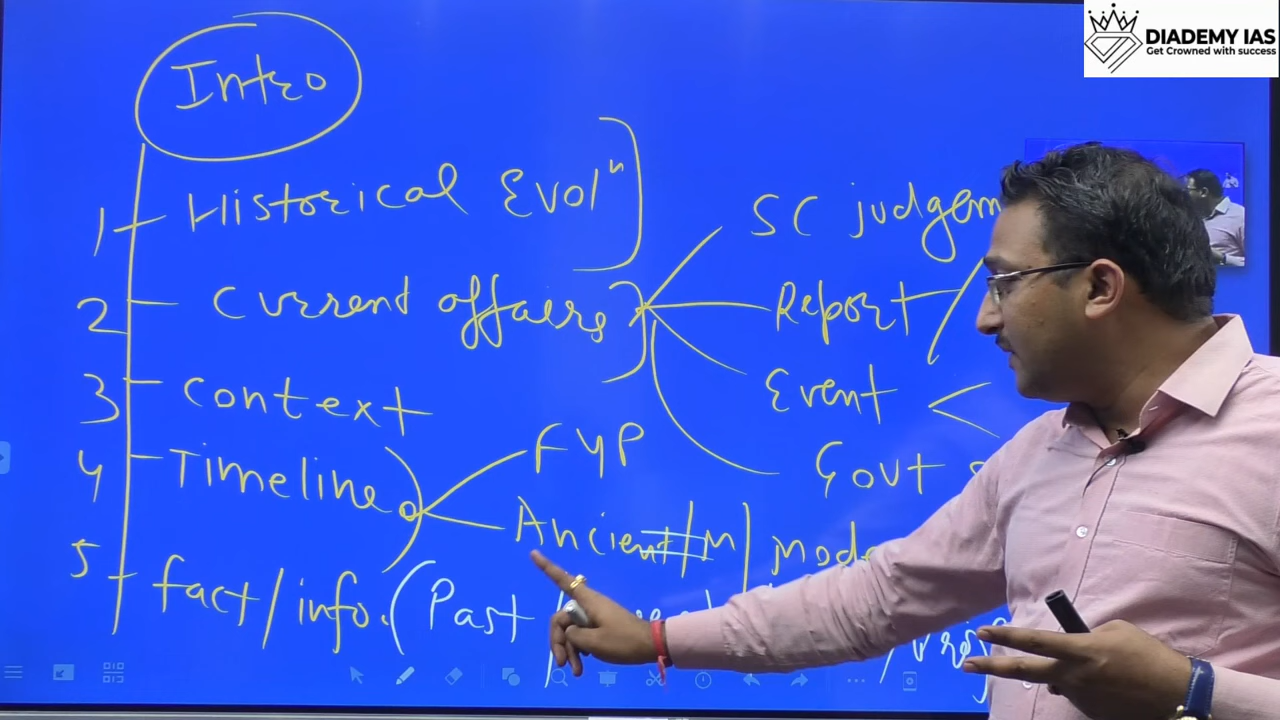 DIADEMY IAS
Get Crowned with success
Intro
1 Historical Evolⁿ
2 Current affairs
SC judgem
Report
Event
Govt
3 Context
4 Timeline
FYP
Ancient / M / mod
5 fact / info. (Past /